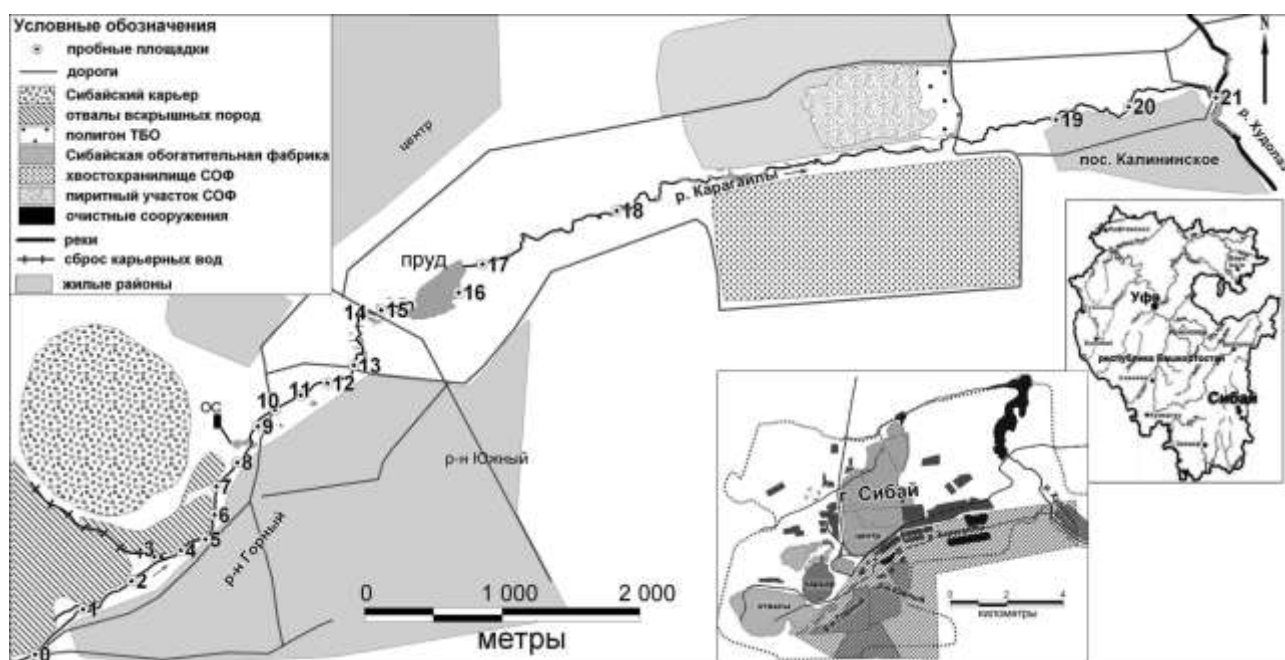 Условные обозначения
пробные площадки
дороги
Сибайский карьер
отвалы вскрышных пород
полигон ТБО
Сибайская обогатительная фабрика
хвостохранилище СОФ
пиритный участок СОФ
очистные сооружения
реки
сброс карьерных вод
жилые районы
центр
N
р. Худолаз
21
20
19
пос. Калининское
р. Карагайлы
18
17
пруд
16
15
14
13
12
11
10
9
ОС
8
7
6
5
4
3
2
1
0
р-н Южный
р-н Горный
0 1 000 2 000
метры
Уфа
республика Башкортостан
Сибай
г. Сибай
центр
карьер
отвалы
0 2 4
километры